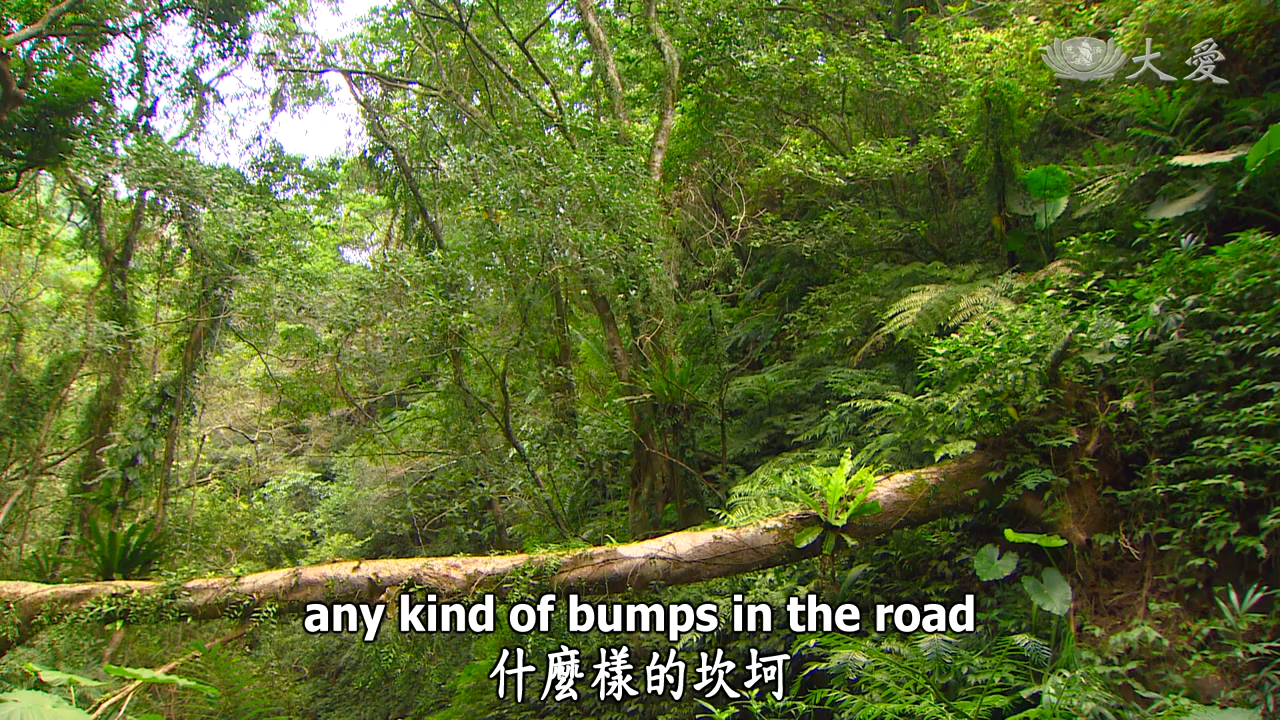 大愛
any kind of bumps in the road
什麼樣的坎坷